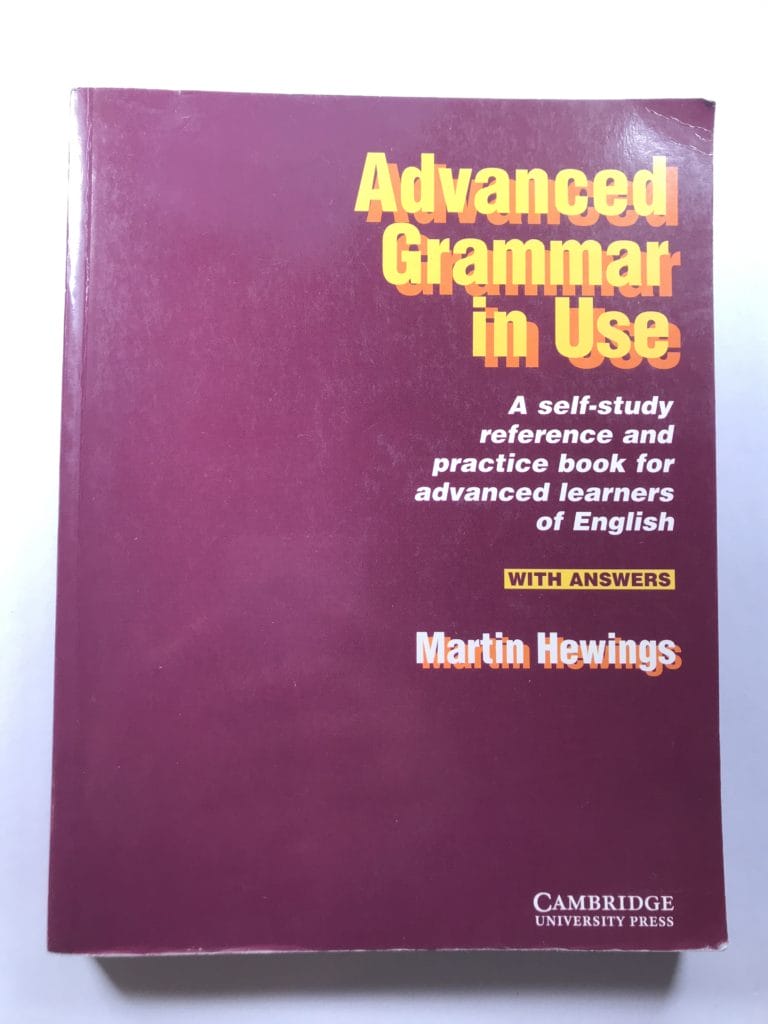 Advanced
Grammar
in Use
A self-study
reference and
practice book for
advanced learners
of English
WITH ANSWERS
Martin Hewings
CAMBRIDGE
UNIVERSITY PRESS